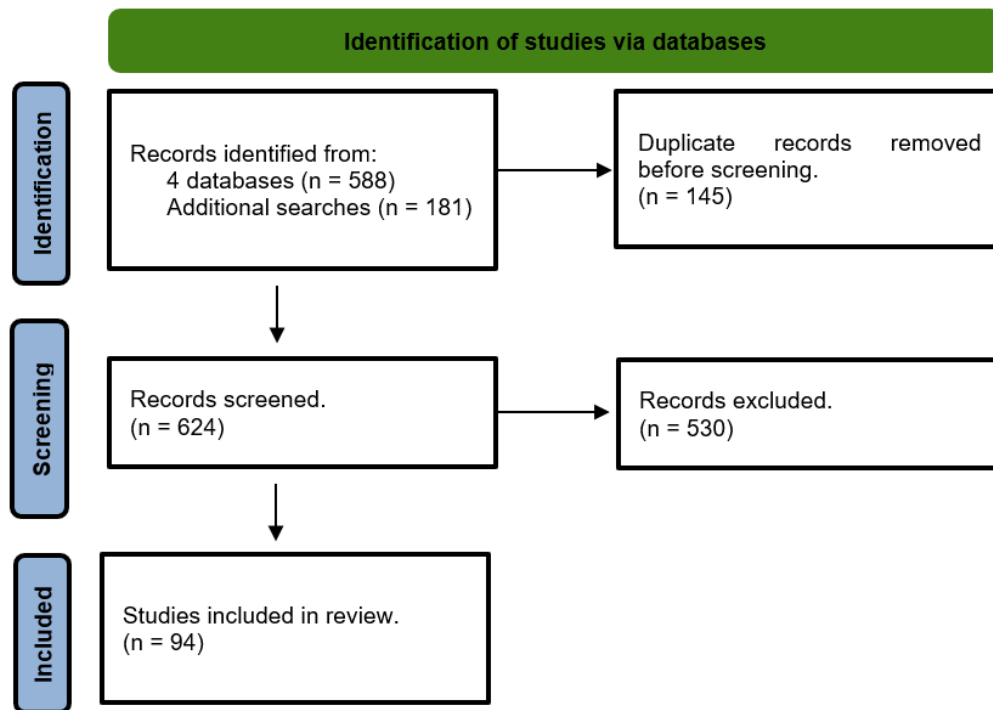 Identification of studies via databases
Identification
Records identified from:
4 databases (n = 588)
Additional searches (n = 181)
Duplicate records removed
before screening.
(n = 145)
Screening
Records screened.
(n = 624)
Records excluded.
(n = 530)
Included
Studies included in review.
(n = 94)